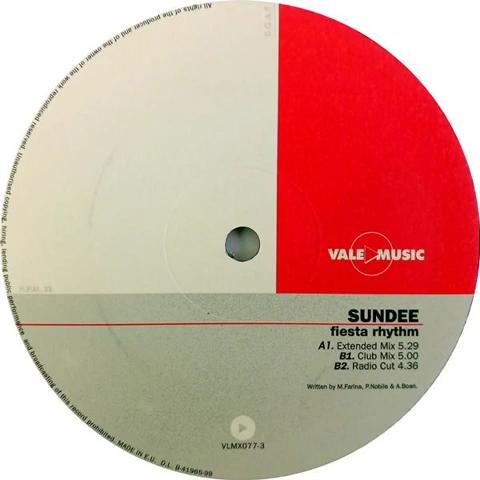 All rights of the producer and of the owner of the work reproduced reserved. Unauthorised copying, hiring, lending public performance and broadcasting of this record prohibited. MADE IN E.U. D.L. B-41965-99
S.G.A.E.
VALE MUSIC
R.P.M. 33
SUNDEE
fiesta rhythm
A1. Extended Mix 5.29
B1. Club Mix 5.00
B2. Radio Cut 4.36
Written by M.Farina, P.Nobile & A.Boan.
VLMX077-3